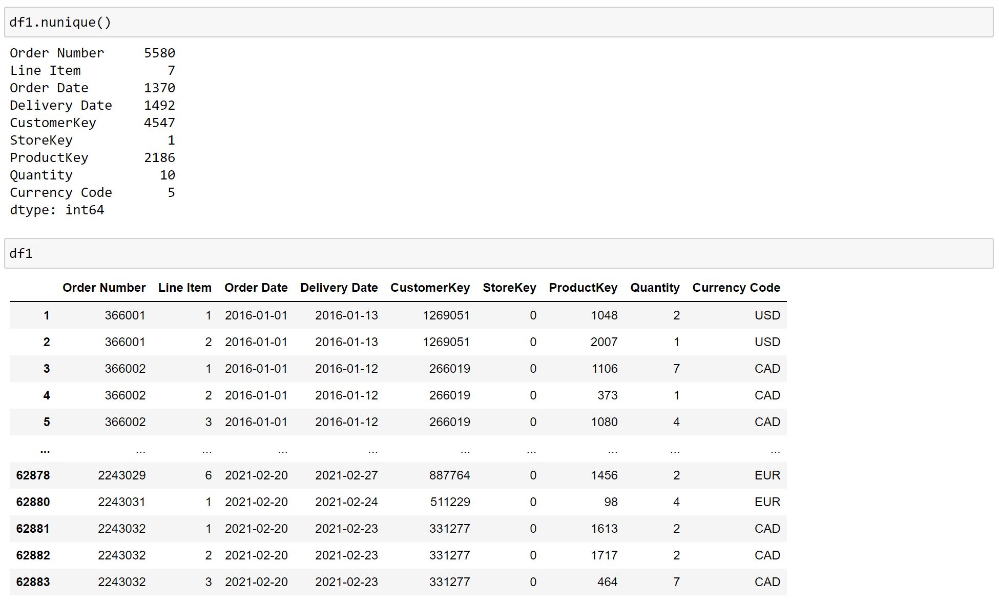 df1.nunique()
Order Number 5580
Line Item 7
Order Date 1370
Delivery Date 1492
CustomerKey 4547
StoreKey 1
ProductKey 2186
Quantity 10
Currency Code 5
dtype: int64
df1
Order Number Line Item Order Date Delivery Date CustomerKey StoreKey ProductKey Quantity Currency Code
1 366001 1 2016-01-01 2016-01-13 1269051 0 1048 2 USD
2 366001 2 2016-01-01 2016-01-13 1269051 0 2007 1 USD
3 366002 1 2016-01-01 2016-01-12 266019 0 1106 7 CAD
4 366002 2 2016-01-01 2016-01-12 266019 0 373 1 CAD
5 366002 3 2016-01-01 2016-01-12 266019 0 1080 4 CAD
... ... ... ... ... ... ... ... ... ...
62878 2243029 6 2021-02-20 2021-02-27 887764 0 1456 2 EUR
62880 2243031 1 2021-02-20 2021-02-24 511229 0 98 4 EUR
62881 2243032 1 2021-02-20 2021-02-23 331277 0 1613 2 CAD
62882 2243032 2 2021-02-20 2021-02-23 331277 0 1717 2 CAD
62883 2243032 3 2021-02-20 2021-02-23 331277 0 464 7 CAD